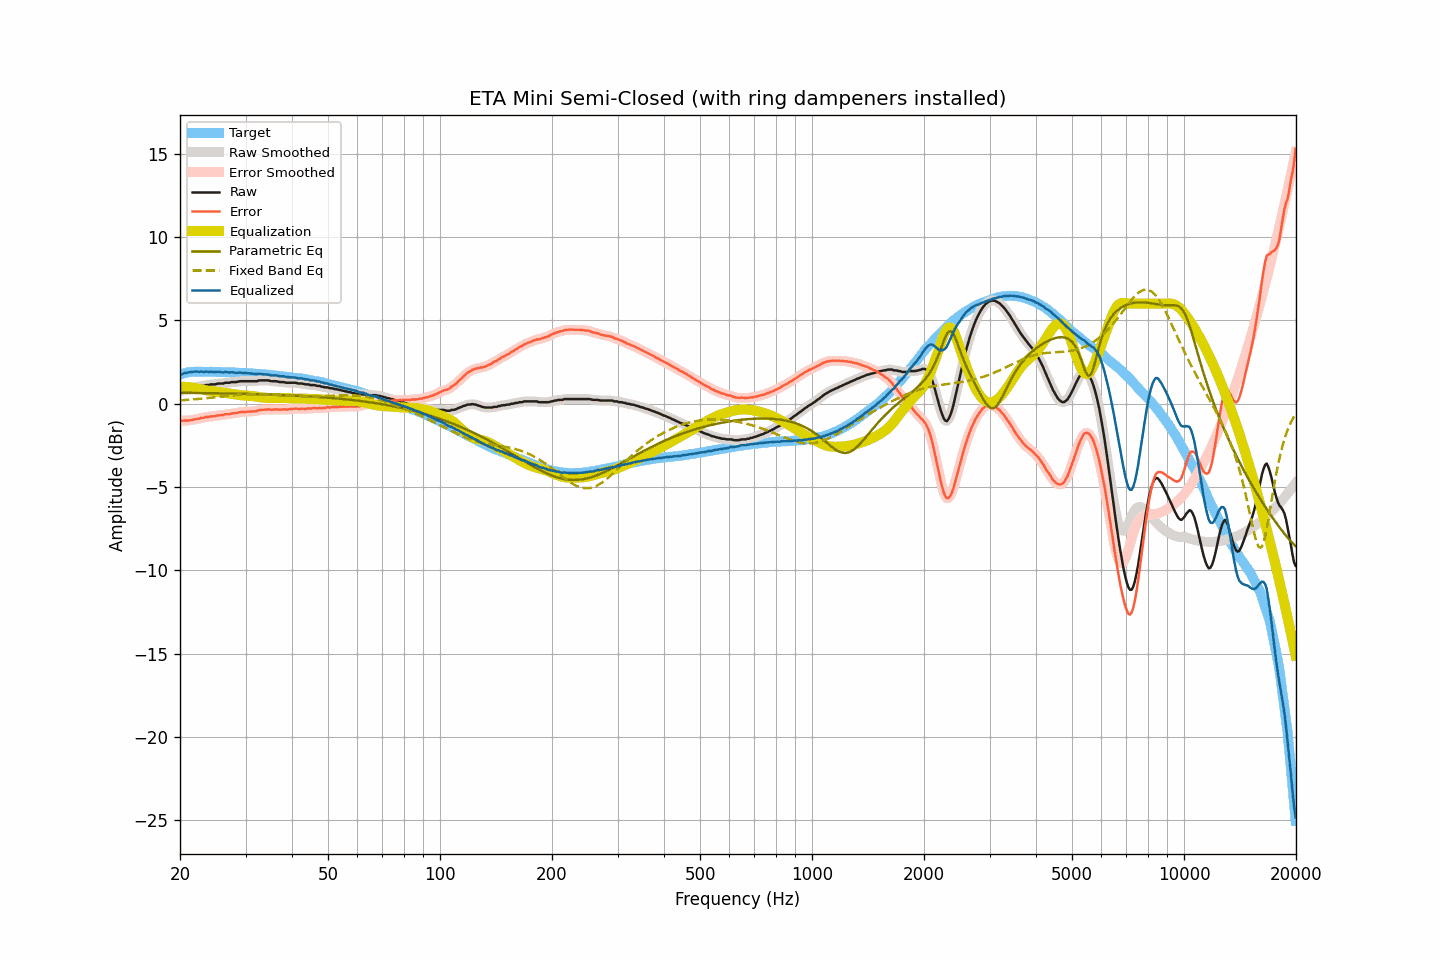 ETA Mini Semi-Closed (with ring dampeners installed)
Target
Raw Smoothed
Error Smoothed
Raw
Error
Equalization
Parametric Eq
Fixed Band Eq
Equalized
15
10
5
0
−5
−10
−15
−20
−25
Amplitude (dBr)
20
50
100
200
500
1000
2000
5000
10000
20000
Frequency (Hz)